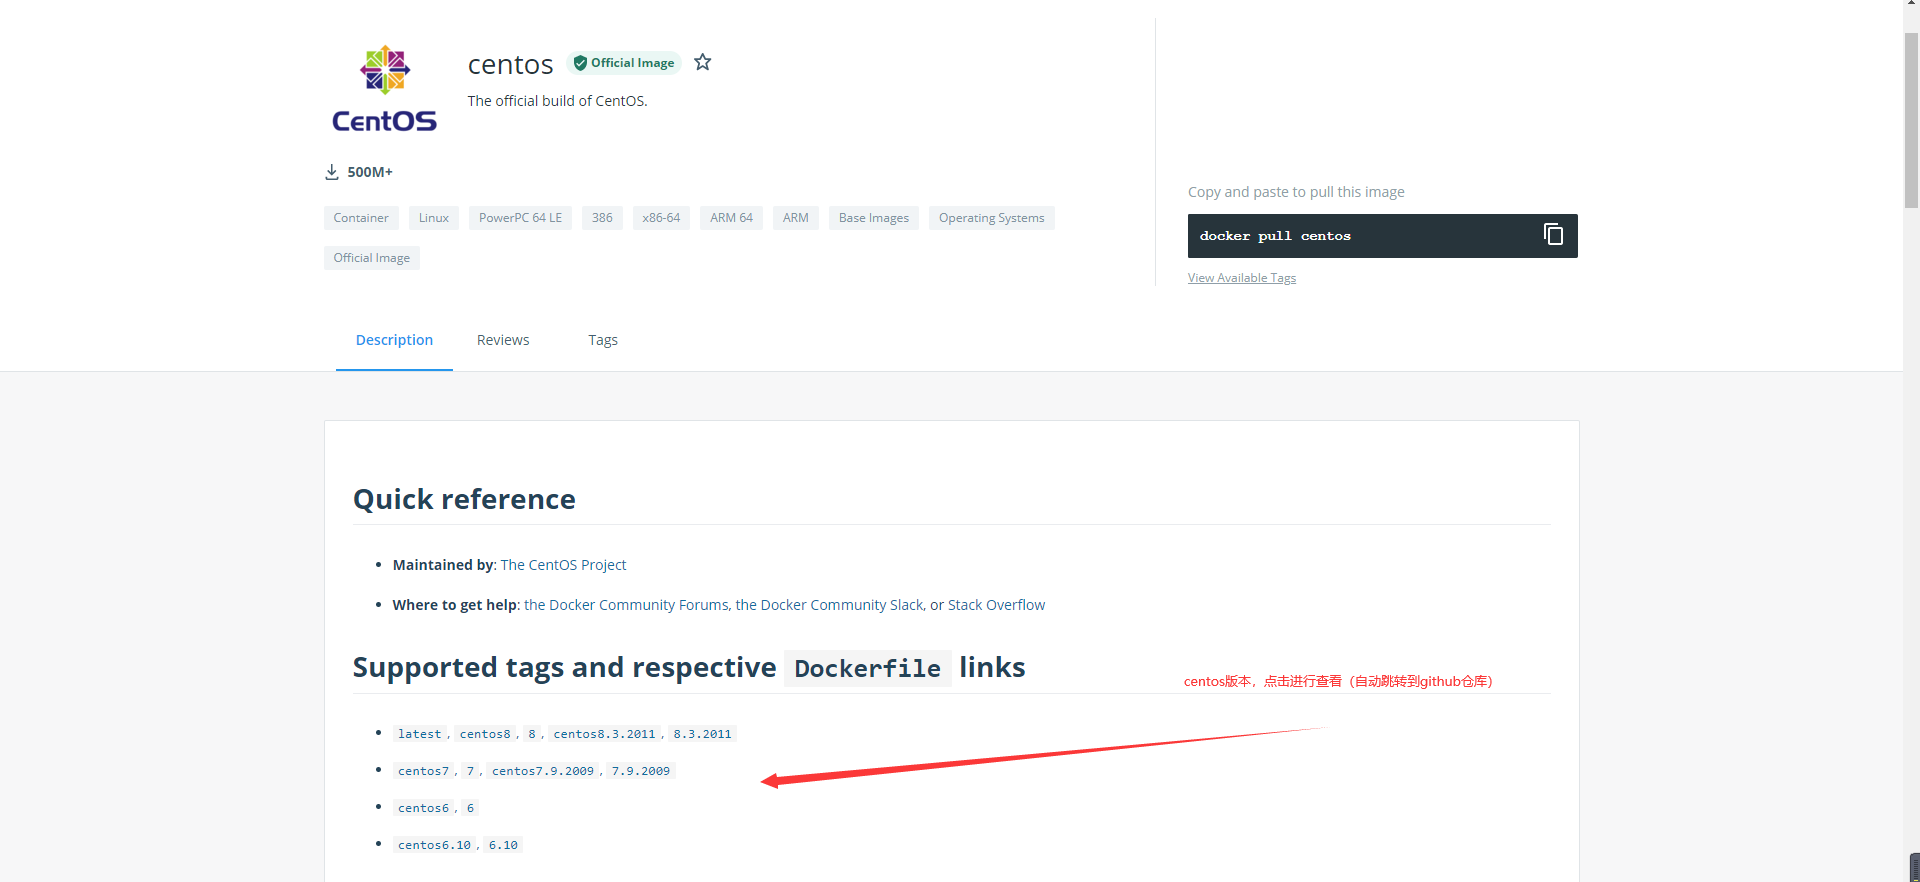 centos Official Image
The official build of CentOS.
CentOS
500M+
Container Linux PowerPC 64 LE 386 x86-64 ARM 64 ARM Base Images Operating Systems
Official Image
Copy and paste to pull this image
docker pull centos
View Available Tags
Description Reviews Tags
Quick reference
Maintained by: The CentOS Project
Where to get help: the Docker Community Forums, the Docker Community Slack, or Stack Overflow
Supported tags and respective Dockerfile links
centos版本，点击进行查看（自动跳转到github仓库）
latest, centos8, 8, centos8.3.2011, 8.3.2011
centos7, 7, centos7.9.2009, 7.9.2009
centos6, 6
centos6.10, 6.10